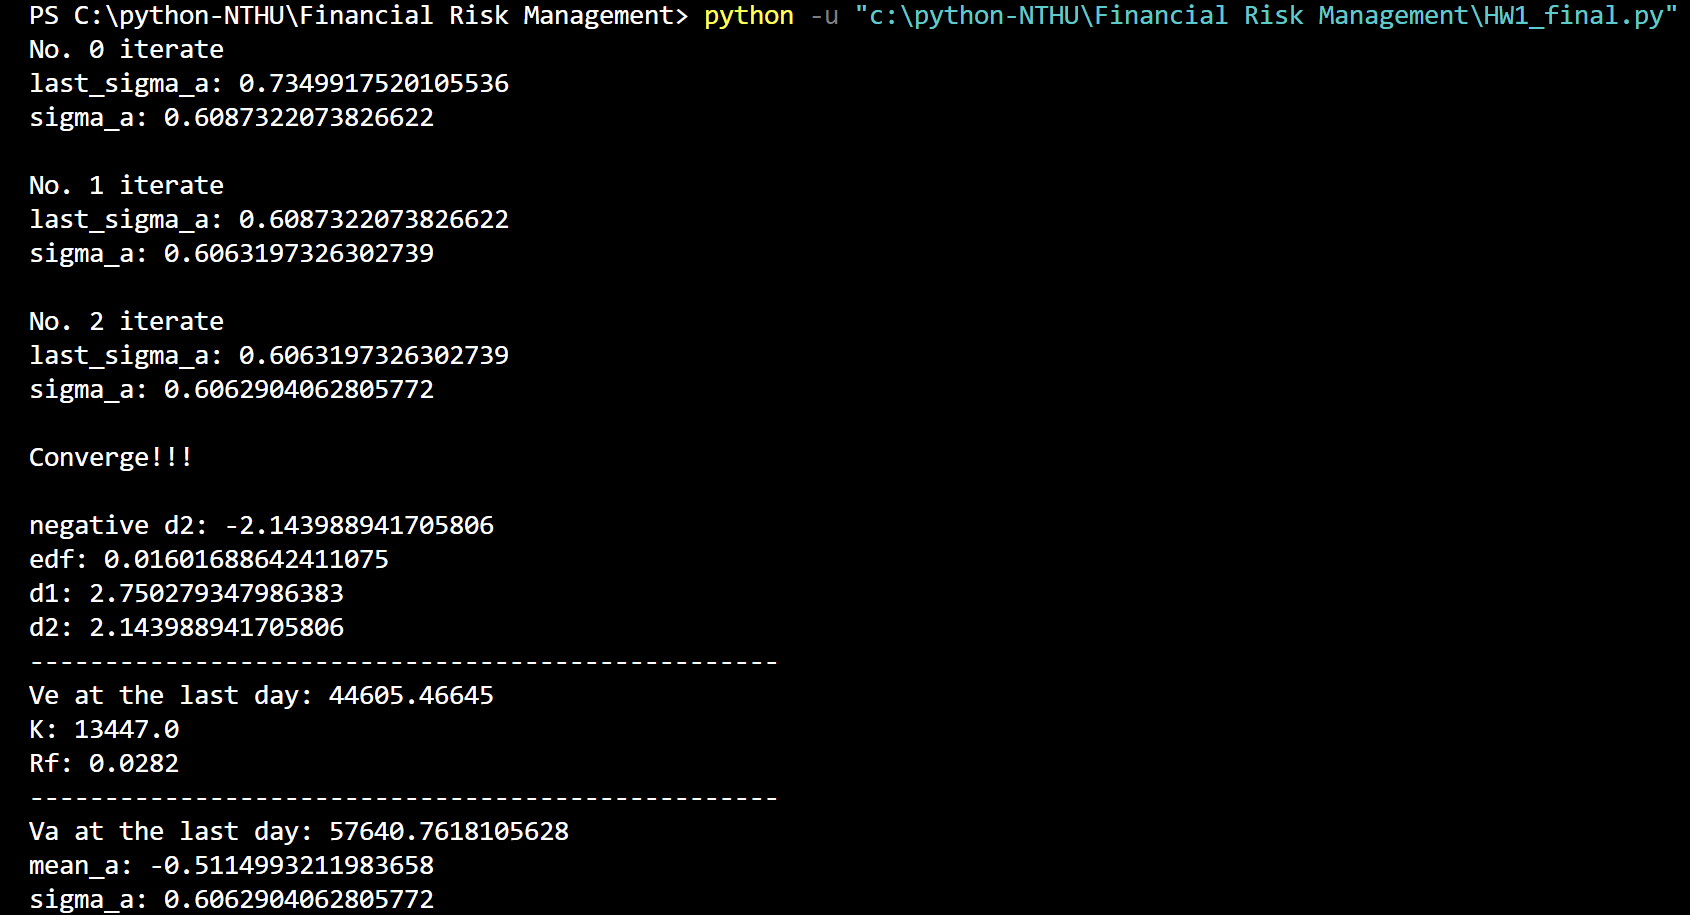 PS C:\python-NTHU\Financial Risk Management> python -u "c:\python-NTHU\Financial Risk Management\HW1_final.py"
No. 0 iterate
last_sigma_a: 0.7349917520105536
sigma_a: 0.6087322073826622
No. 1 iterate
last_sigma_a: 0.6087322073826622
sigma_a: 0.6063197326302739
No. 2 iterate
last_sigma_a: 0.6063197326302739
sigma_a: 0.6062904062805772
Converge!!!
negative d2: -2.143988941705806
edf: 0.01601688642411075
d1: 2.750279347986383
d2: 2.143988941705806
--------------------------------------------------
Ve at the last day: 44605.46645
K: 13447.0
Rf: 0.0282
--------------------------------------------------
Va at the last day: 57640.7618105628
mean_a: -0.5114993211983658
sigma_a: 0.6062904062805772